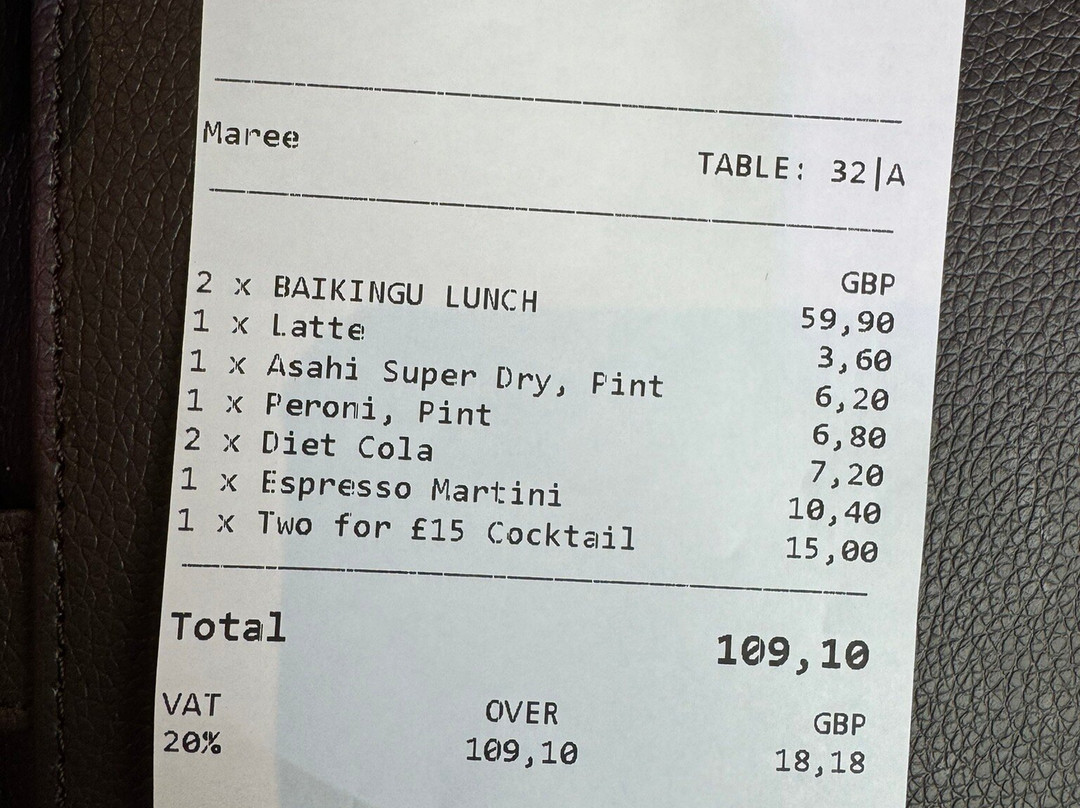 Maree
TABLE: 32|A
GBP
2 x BAIKINGU LUNCH 59,90
1 x Latte 3,60
1 x Asahi Super Dry, Pint 6,20
1 x Peroni, Pint 6,80
2 x Diet Cola 7,20
1 x Espresso Martini 10,40
1 x Two for £15 Cocktail 15,00
Total 109,10
VAT OVER GBP
20% 109,10 18,18